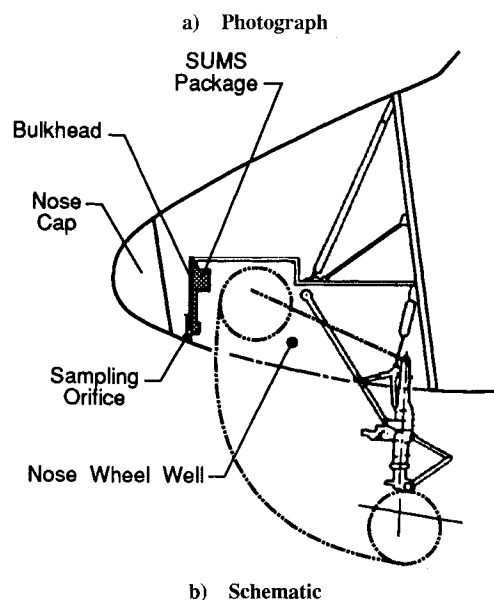 a) Photograph
SUMS
Package
Bulkhead
Nose
Cap
Sampling
Orifice
Nose Wheel Well
b) Schematic